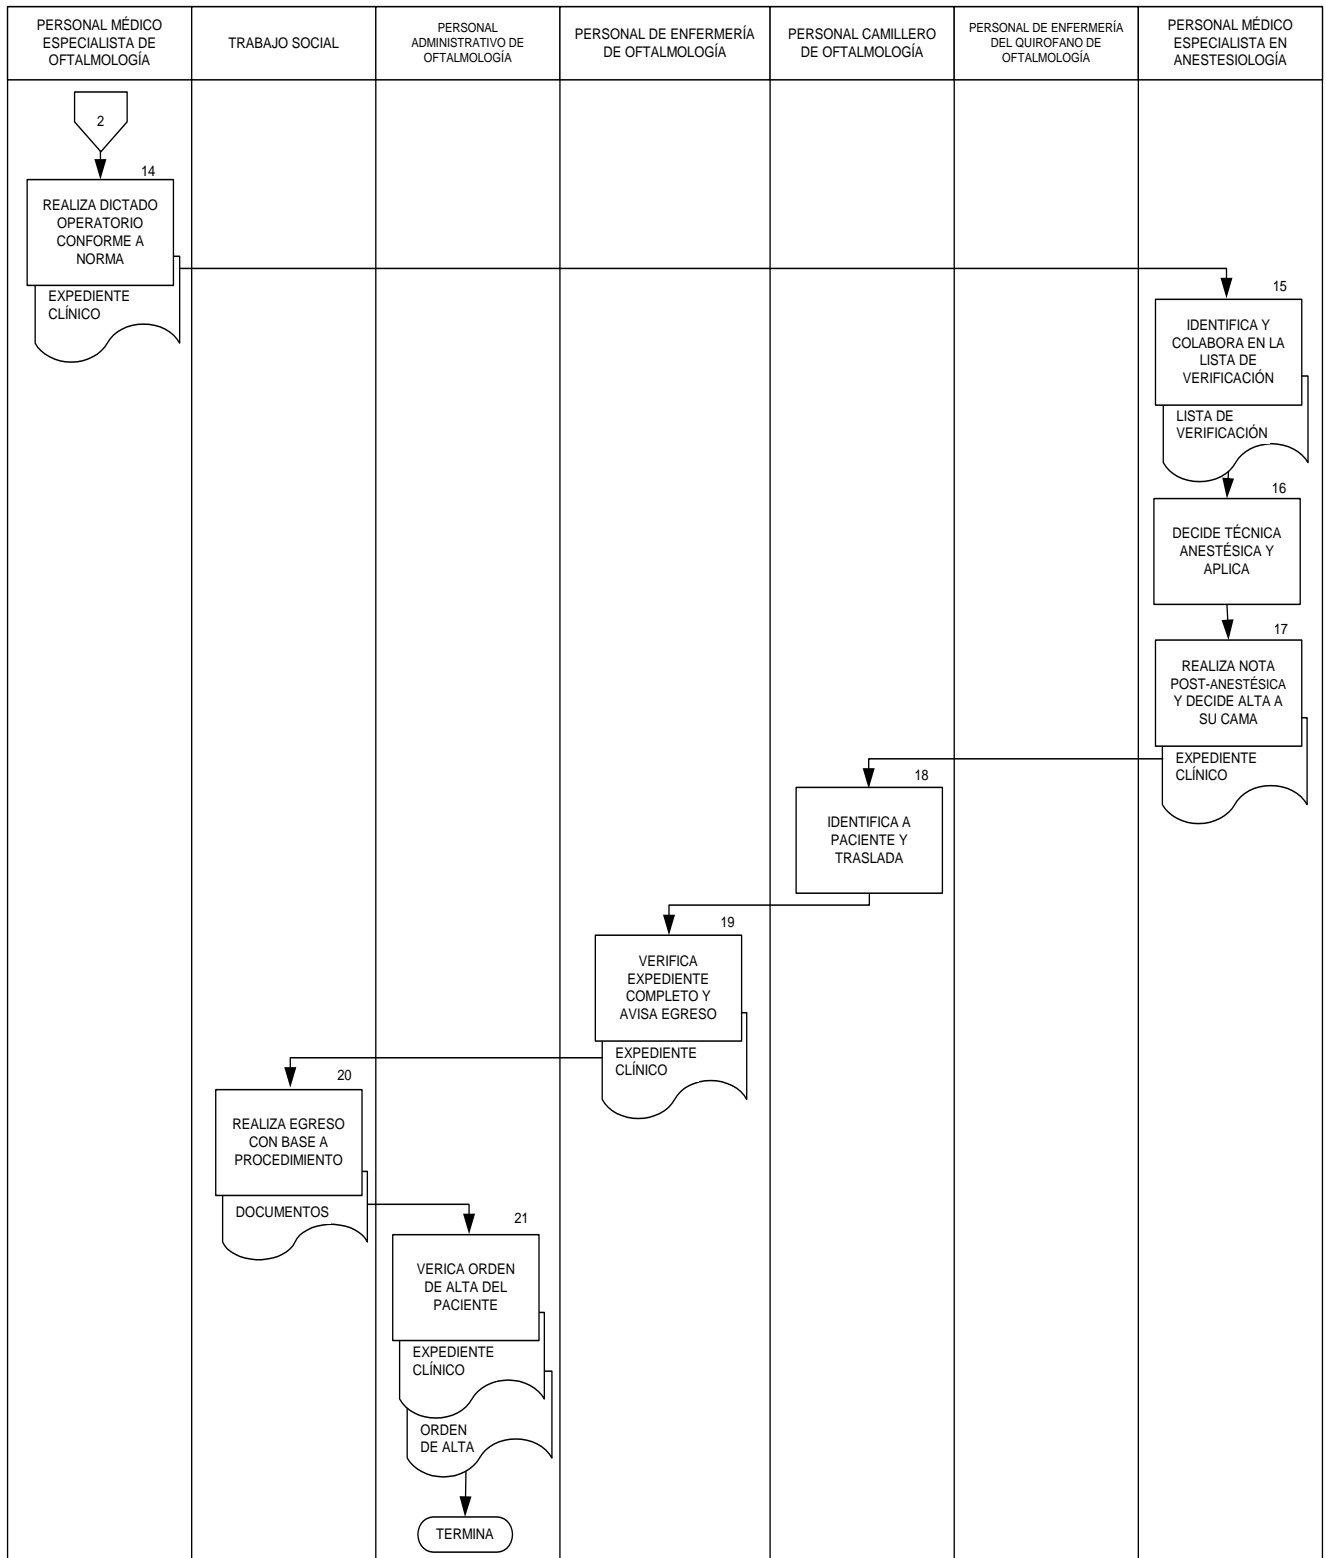 PERSONAL MÉDICO
ESPECIALISTA DE
OFTALMOLOGÍA
TRABAJO SOCIAL
PERSONAL
ADMINISTRATIVO DE
OFTALMOLOGÍA
PERSONAL DE ENFERMERÍA
DE OFTALMOLOGÍA
PERSONAL CAMILLERO
DE OFTALMOLOGÍA
PERSONAL DE ENFERMERÍA
DEL QUIROFANO DE
OFTALMOLOGÍA
PERSONAL MÉDICO
ESPECIALISTA EN
ANESTESIOLOGÍA
2
14
REALIZA DICTADO
OPERATORIO
CONFORME A
NORMA
EXPEDIENTE
CLÍNICO
15
IDENTIFICA Y
COLABORA EN LA
LISTA DE
VERIFICACIÓN
LISTA DE
VERIFICACIÓN
16
DECIDE TÉCNICA
ANESTÉSICA Y
APLICA
17
REALIZA NOTA
POST-ANESTÉSICA
Y DECIDE ALTA A
SU CAMA
EXPEDIENTE
CLÍNICO
18
IDENTIFICA A
PACIENTE Y
TRASLADA
19
VERIFICA
EXPEDIENTE
COMPLETO Y
AVISA EGRESO
EXPEDIENTE
CLÍNICO
20
REALIZA EGRESO
CON BASE A
PROCEDIMIENTO
DOCUMENTOS
21
VERICA ORDEN
DE ALTA DEL
PACIENTE
EXPEDIENTE
CLÍNICO
ORDEN
DE ALTA
TERMINA